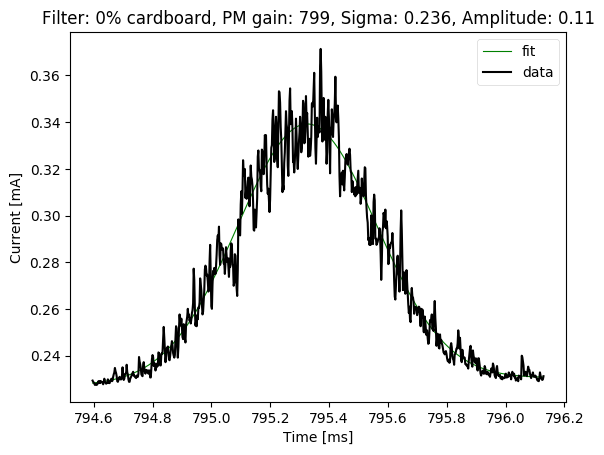 Filter: 0% cardboard, PM gain: 799, Sigma: 0.236, Amplitude: 0.11
fit
data
0.36
0.34
0.32
0.30
0.28
0.26
0.24
Current [mA]
794.6 794.8 795.0 795.2 795.4 795.6 795.8 796.0 796.2
Time [ms]